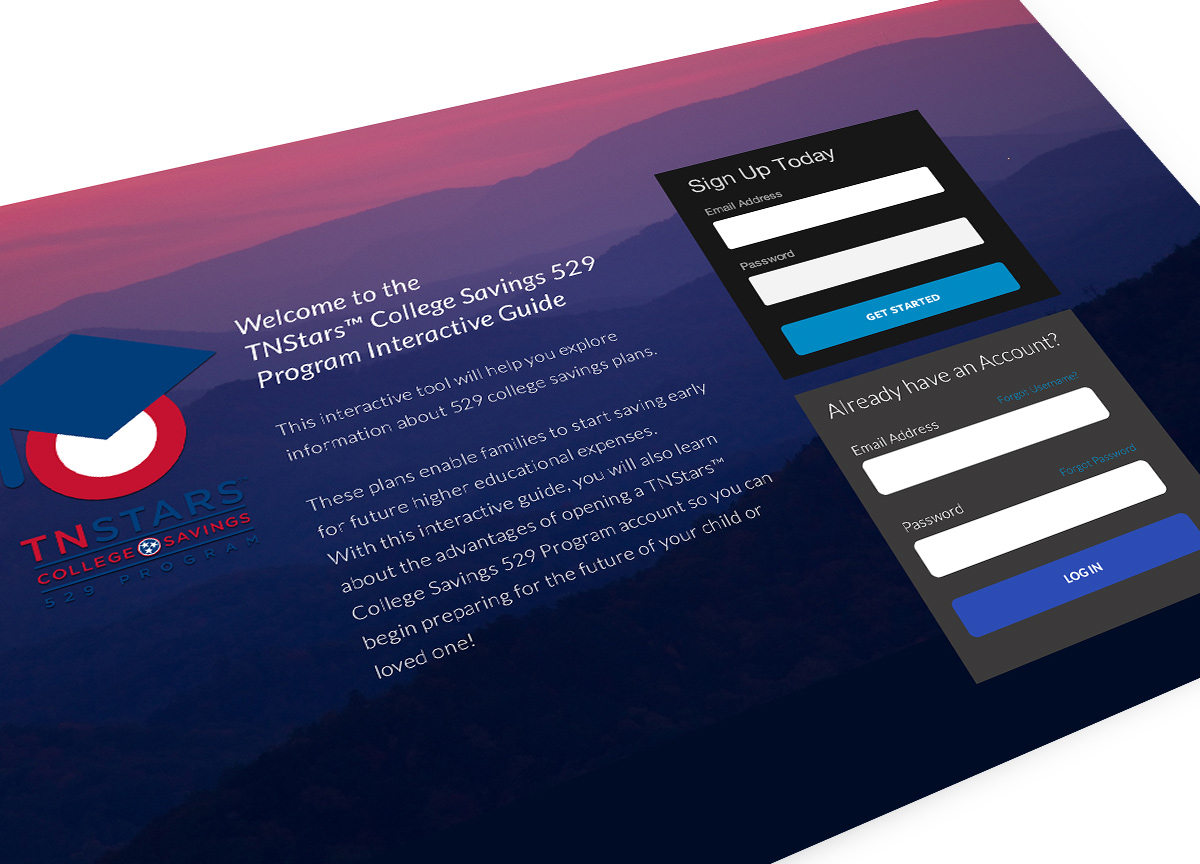 Welcome to the
TNStars™ College Savings 529
Program Interactive Guide
This interactive tool will help you explore
information about 529 college savings plans.
These plans enable families to start saving early
for future higher educational expenses.
With this interactive guide, you will also learn
about the advantages of opening a TNStars™
College Savings 529 Program account so you can
begin preparing for the future of your child or
loved one!
TNSTARS™
COLLEGE SAVINGS
529 PROGRAM
Sign Up Today
Email Address
Password
GET STARTED
Already have an Account?
Forgot Username?
Email Address
Forgot Password
Password
LOG IN